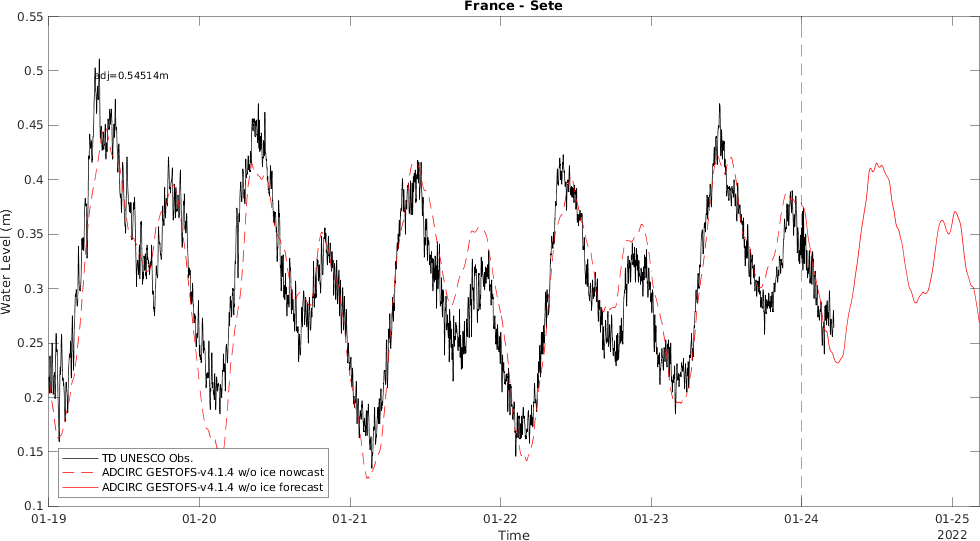 France - Sete
0.55
0.5
0.45
0.4
0.35
0.3
0.25
0.2
0.15
0.1
Water Level (m)
adj=0.54514m
TD UNESCO Obs.
ADCIRC GESTOFS-v4.1.4 w/o ice nowcast
ADCIRC GESTOFS-v4.1.4 w/o ice forecast
01-19 01-20 01-21 01-22 01-23 01-24 01-25
Time 2022